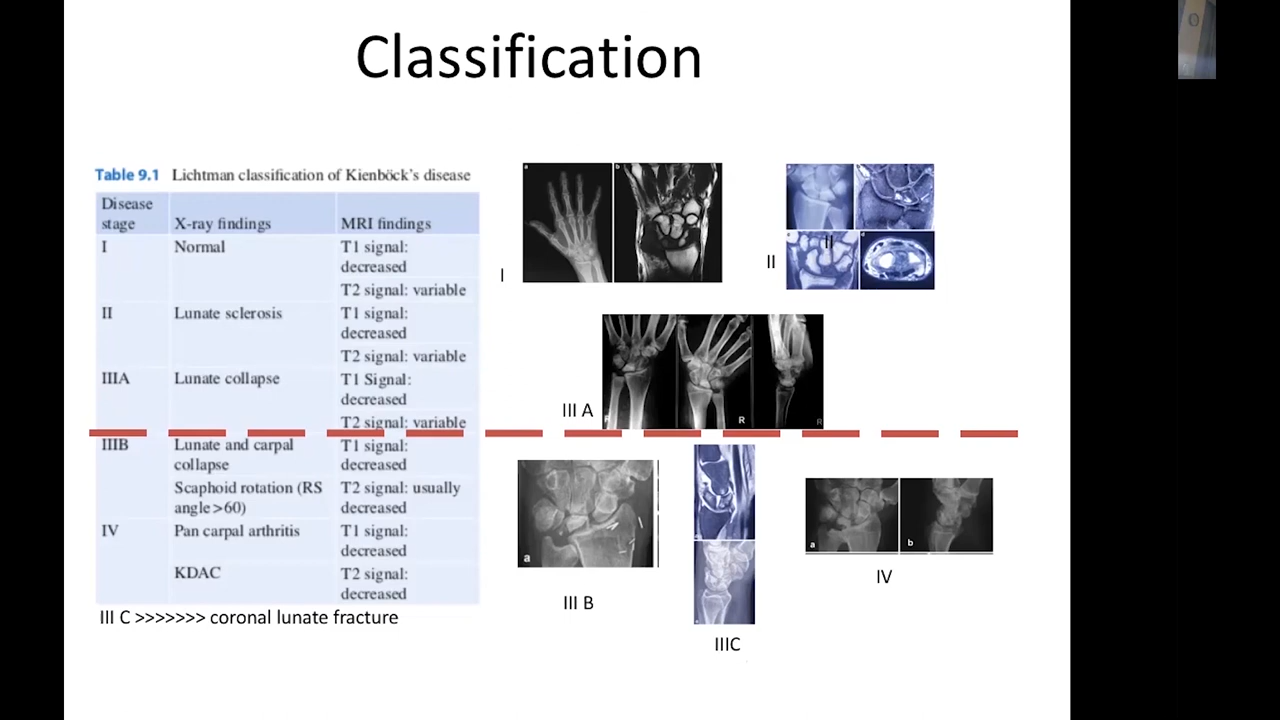 Classification
Table 9.1 Lichtman classification of Kienböck's disease
Disease stage X-ray findings MRI findings
I Normal T1 signal: decreased
T2 signal: variable
II Lunate sclerosis T1 signal: decreased
T2 signal: variable
IIIA Lunate collapse T1 Signal: decreased
T2 signal: variable
IIIB Lunate and carpal collapse T1 signal: decreased
Scaphoid rotation (RS angle>60) T2 signal: usually decreased
IV Pan carpal arthritis T1 signal: decreased
KDAC T2 signal: decreased
III C >>>>>>> coronal lunate fracture
a b
I
II
II
III A
R
R
a
III B
IIIC
a b
IV